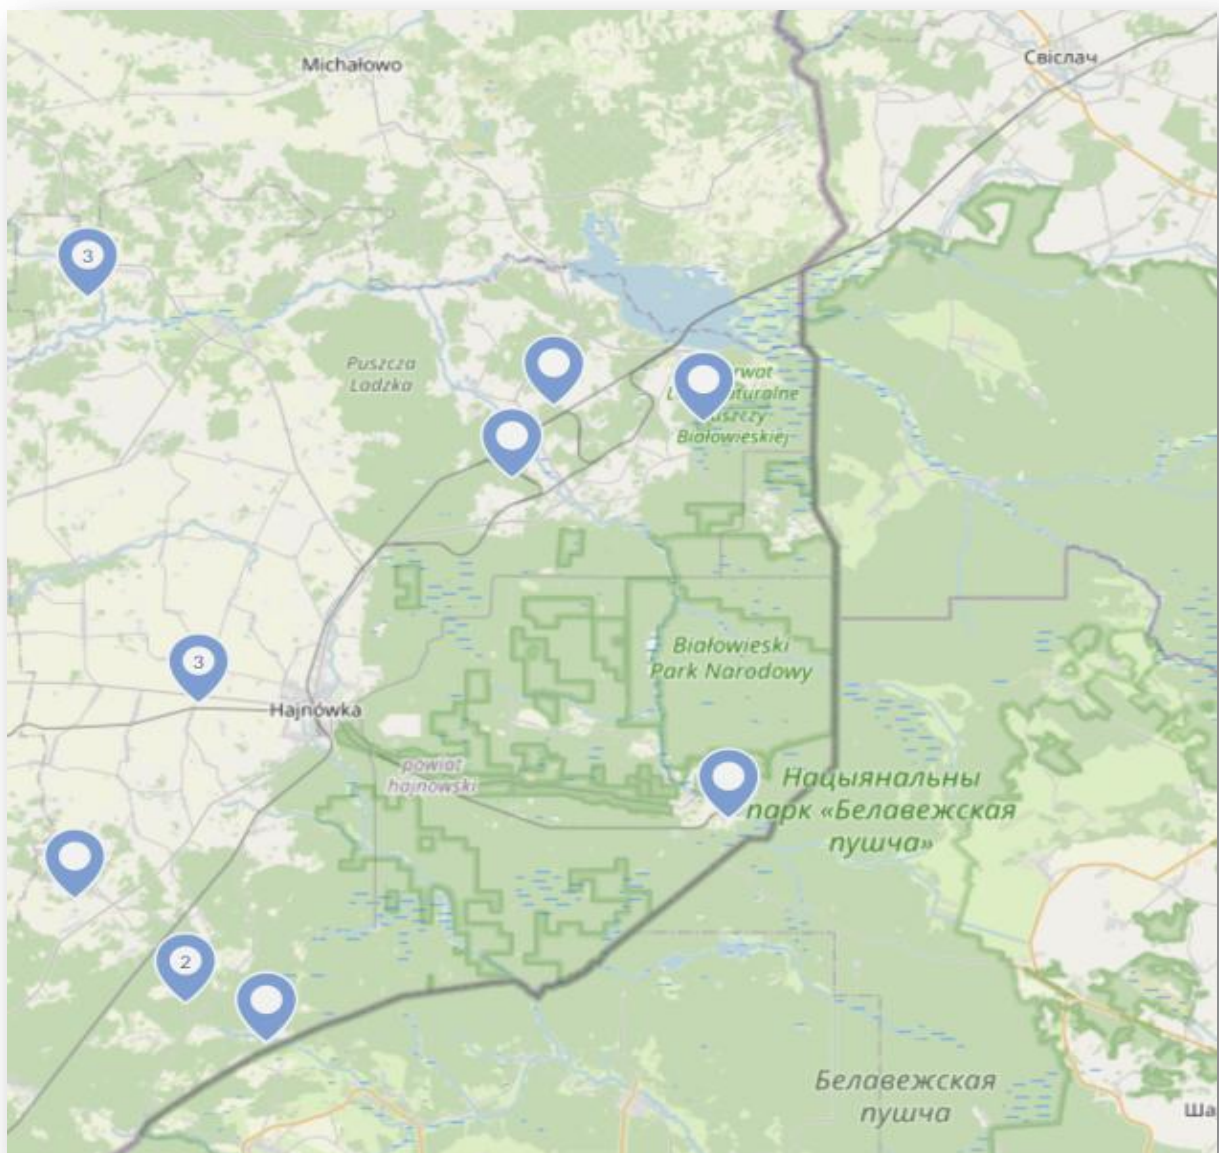 Michałowo
Свіслач
3
Puszcza
Ladzka
Białowieskiej
3
Białowieski
Park Narodowy
Hajnówka
powiat
hajnowski
Нацыянальны
парк «Белавежская
пушча»
2
Белавежская
пушча
Ша